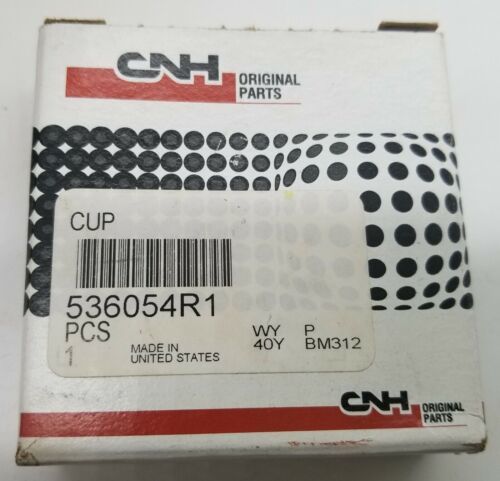 CNH
ORIGINAL
PARTS
CUP
536054R1
PCS
1
MADE IN
UNITED STATES
WY P
40Y BM312
CNH
ORIGINAL
PARTS